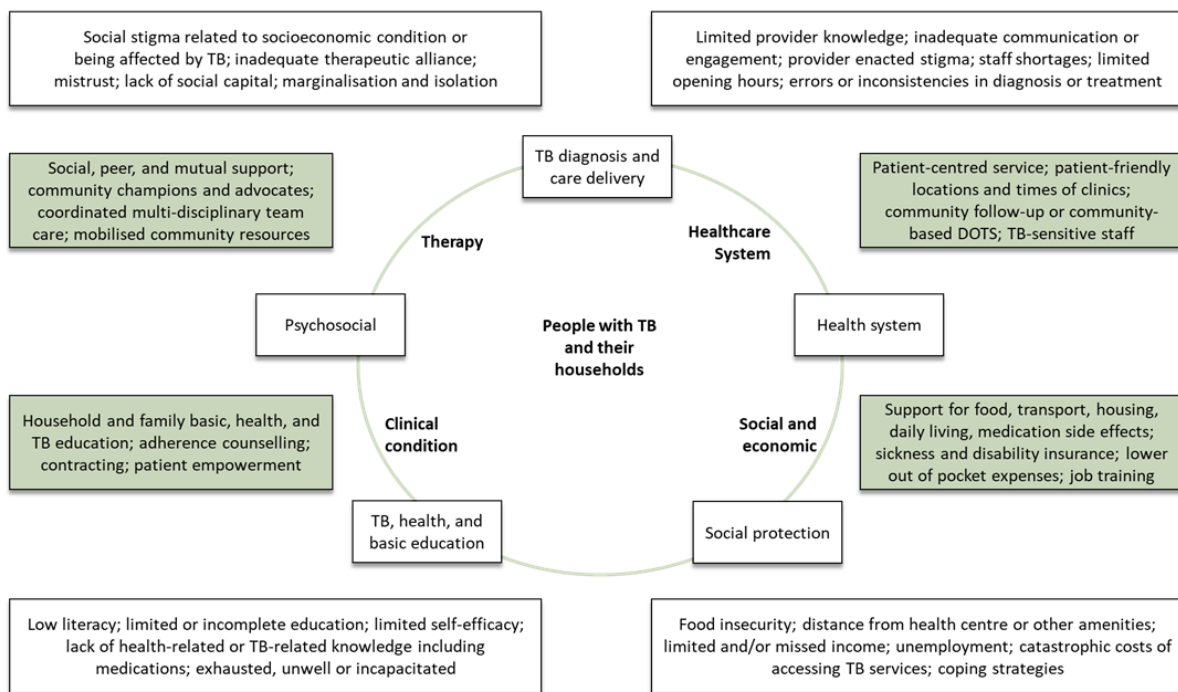 Social stigma related to socioeconomic condition or
being affected by TB; inadequate therapeutic alliance;
mistrust; lack of social capital; marginalisation and isolation
Limited provider knowledge; inadequate communication or
engagement; provider enacted stigma; staff shortages; limited
opening hours; errors or inconsistencies in diagnosis or treatment
TB diagnosis and
care delivery
Social, peer, and mutual support;
community champions and advocates;
coordinated multi-disciplinary team
care; mobilised community resources
Patient-centred service; patient-friendly
locations and times of clinics;
community follow-up or community-
based DOTS; TB-sensitive staff
Therapy
Healthcare
System
Psychosocial
People with TB
and their
households
Health system
Household and family basic, health, and
TB education; adherence counselling;
contracting; patient empowerment
Clinical
condition
Social and
economic
Support for food, transport, housing,
daily living, medication side effects;
sickness and disability insurance; lower
out of pocket expenses; job training
TB, health, and
basic education
Social protection
Low literacy; limited or incomplete education; limited self-efficacy;
lack of health-related or TB-related knowledge including
medications; exhausted, unwell or incapacitated
Food insecurity; distance from health centre or other amenities;
limited and/or missed income; unemployment; catastrophic costs of
accessing TB services; coping strategies